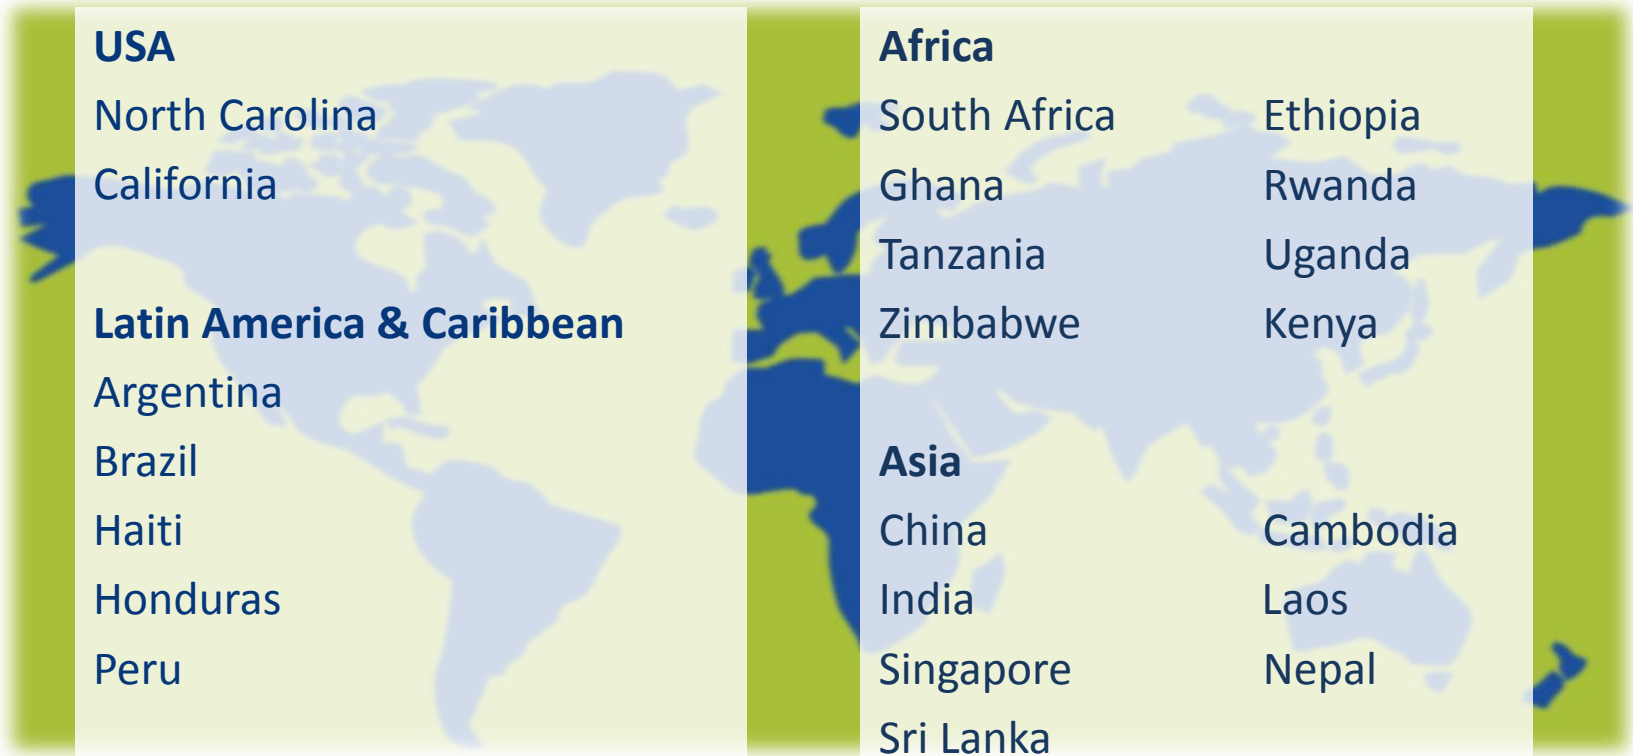 USA
North Carolina
California
Latin America & Caribbean
Argentina
Brazil
Haiti
Honduras
Peru
Africa
South Africa
Ghana
Tanzania
Zimbabwe
Ethiopia
Rwanda
Uganda
Kenya
Asia
China
India
Singapore
Sri Lanka
Cambodia
Laos
Nepal